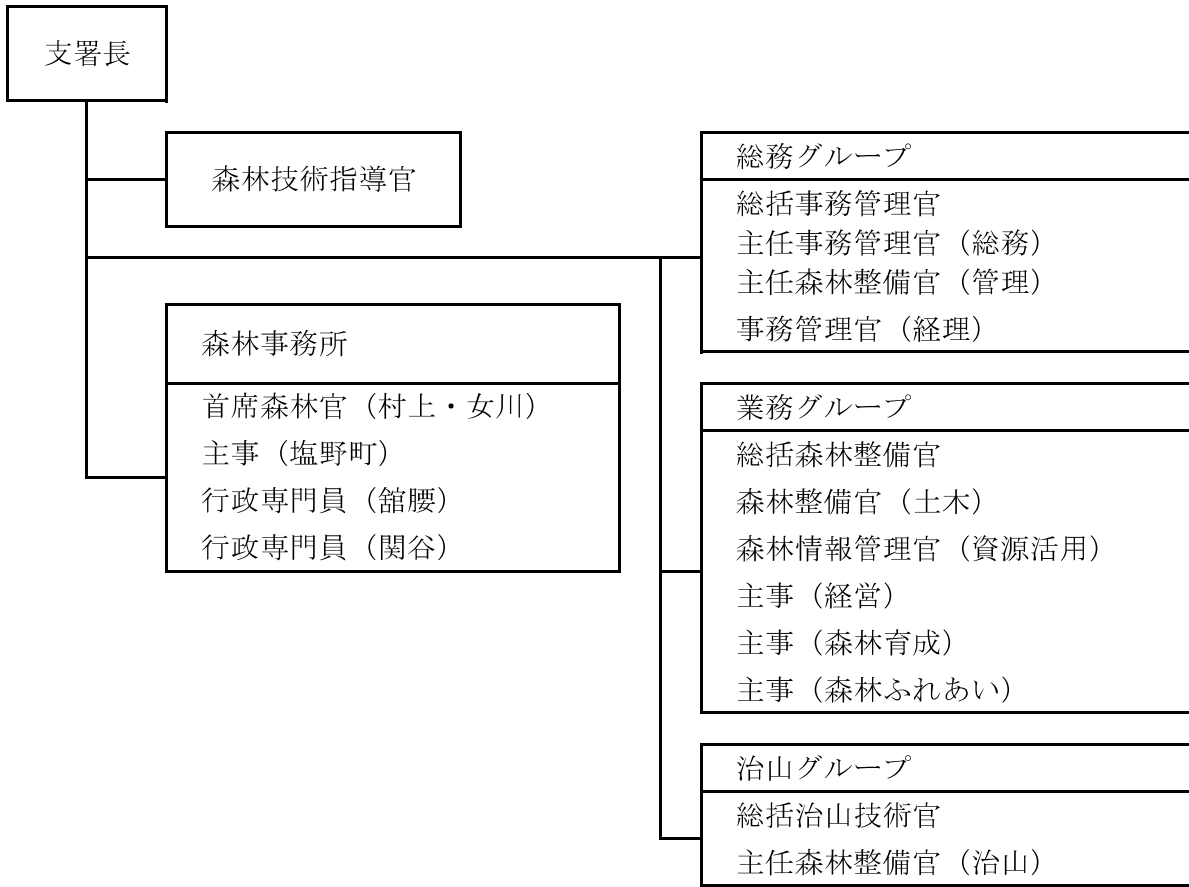 支署長
森林技術指導官
森林事務所
首席森林官（村上・女川）
主事（塩野町）
行政専門員（舘腰）
行政専門員（関谷）
総務グループ
総括事務管理官
主任事務管理官（総務）
主任森林整備官（管理）
事務管理官（経理）
業務グループ
総括森林整備官
森林整備官（土木）
森林情報管理官（資源活用）
主事（経営）
主事（森林育成）
主事（森林ふれあい）
治山グループ
総括治山技術官
主任森林整備官（治山）